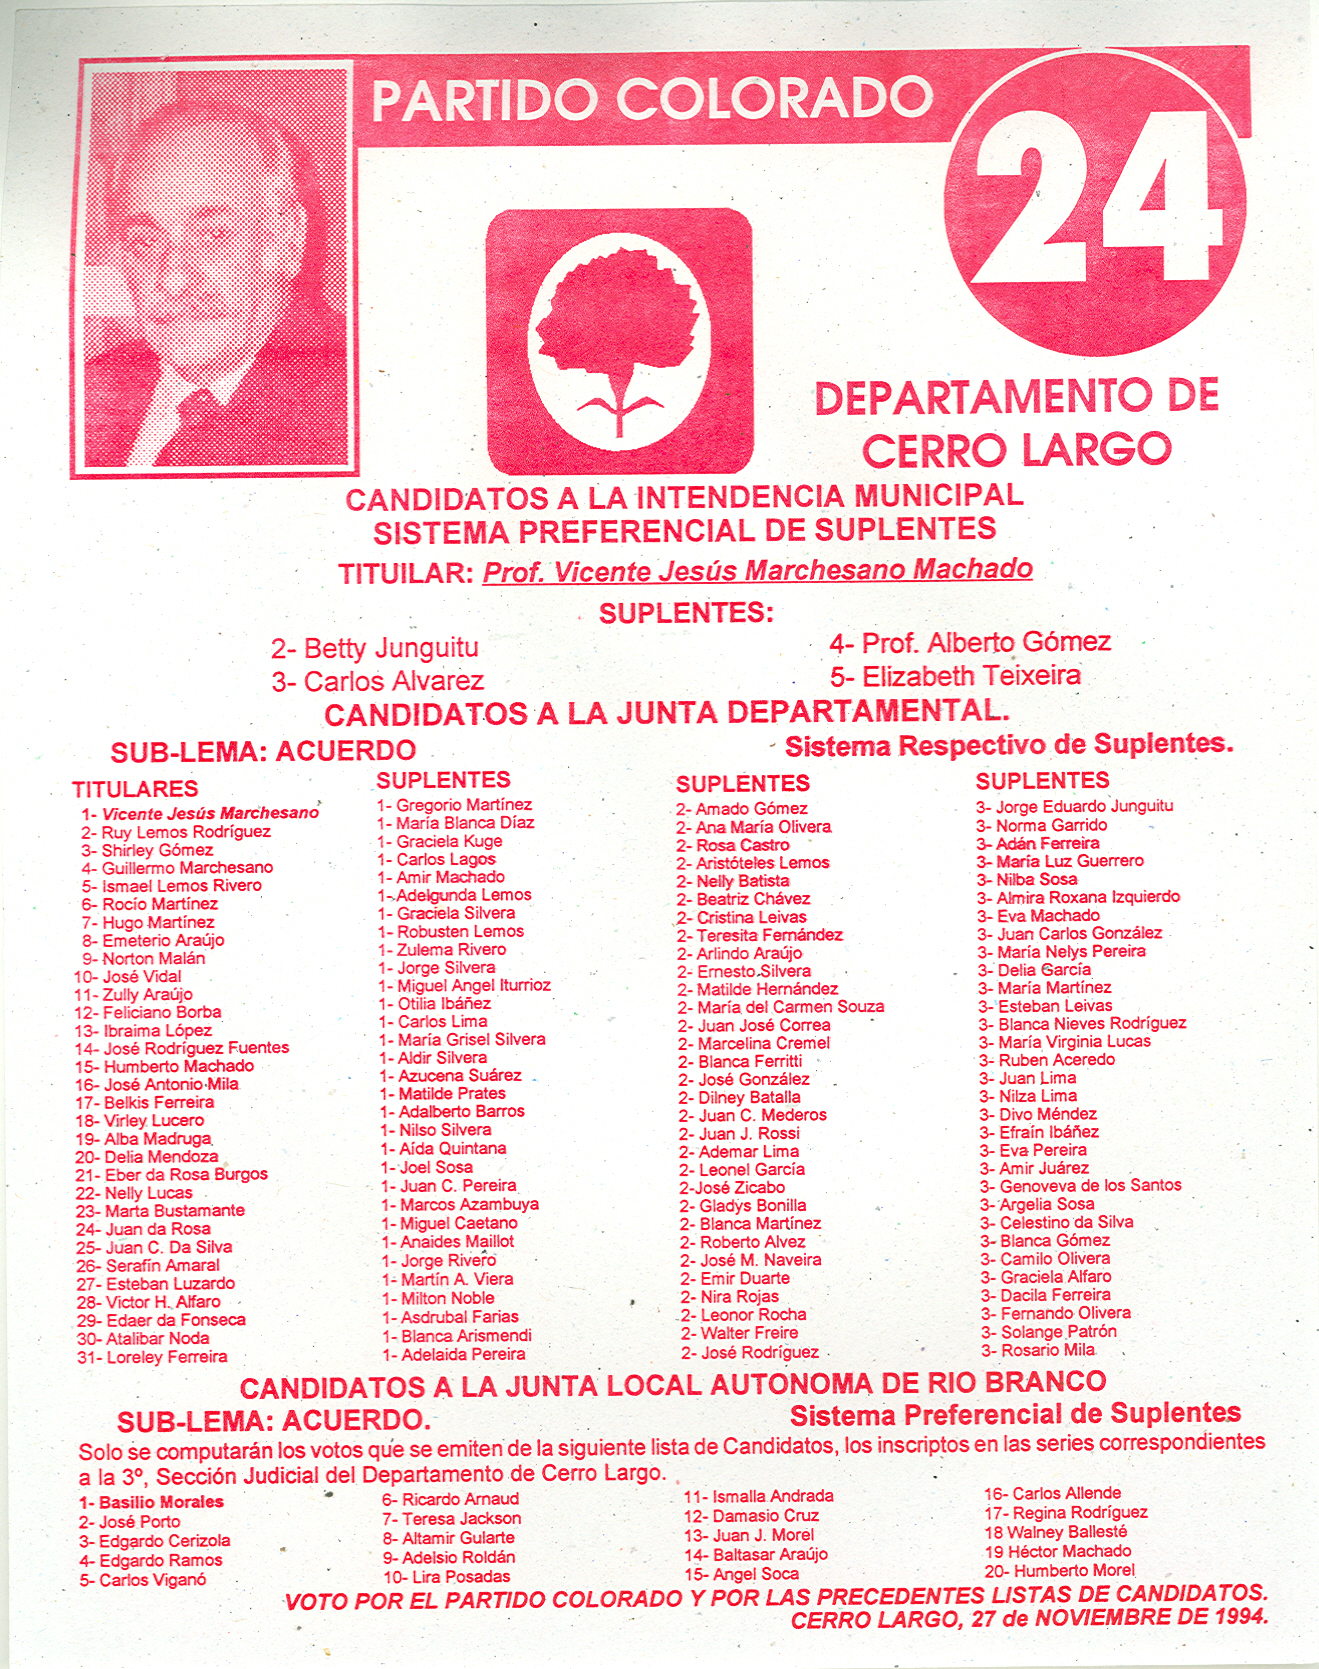 PARTIDO COLORADO
24
DEPARTAMENTO DE
CERRO LARGO
CANDIDATOS A LA INTENDENCIA MUNICIPAL
SISTEMA PREFERENCIAL DE SUPLENTES
TITUILAR: Prof. Vicente Jesús Marchesano Machado
SUPLENTES:
2- Betty Junguitu
3- Carlos Alvarez
4- Prof. Alberto Gómez
5- Elizabeth Teixeira
CANDIDATOS A LA JUNTA DEPARTAMENTAL.
SUB-LEMA: ACUERDO
Sistema Respectivo de Suplentes.
TITULARES
1- Vicente Jesús Marchesano
2- Ruy Lemos Rodríguez
3- Shirley Gómez
4- Guillermo Marchesano
5- Ismael Lemos Rivero
6- Rocío Martínez
7- Hugo Martínez
8- Emeterio Araújo
9- Norton Malán
10- José Vidal
11- Zully Araújo
12- Feliciano Borba
13- Ibraima López
14- José Rodríguez Fuentes
15- Humberto Machado
16- José Antonio Mila
17- Belkis Ferreira
18- Virley Lucero
19- Alba Madruga
20- Delia Mendoza
21- Eber da Rosa Burgos
22- Nelly Lucas
23- Marta Bustamante
24- Juan da Rosa
25- Juan C. Da Silva
26- Serafín Amaral
27- Esteban Luzardo
28- Victor H. Alfaro
29- Edaer da Fonseca
30- Atalibar Noda
31- Loreley Ferreira
SUPLENTES
1- Gregorio Martínez
1- María Blanca Díaz
1- Graciela Kuge
1- Carlos Lagos
1- Amir Machado
1- Adelgunda Lemos
1- Graciela Silvera
1- Robusten Lemos
1- Zulema Rivero
1- Jorge Silvera
1- Miguel Angel Iturrioz
1- Otilia Ibáñez
1- Carlos Lima
1- María Grisel Silvera
1- Aldir Silvera
1- Azucena Suárez
1- Matilde Prates
1- Adalberto Barros
1- Nilso Silvera
1- Aída Quintana
1- Joel Sosa
1- Juan C. Pereira
1- Marcos Azambuya
1- Miguel Caetano
1- Anaides Maillot
1- Jorge Rivero
1- Martín A. Viera
1- Milton Noble
1- Asdrubal Farias
1- Blanca Arismendi
1- Adelaida Pereira
SUPLENTES
2- Amado Gómez
2- Ana María Olivera
2- Rosa Castro
2- Aristóteles Lemos
2- Nelly Batista
2- Beatriz Chávez
2- Cristina Leivas
2- Teresita Fernández
2- Arlindo Araújo
2- Ernesto Silvera
2- Matilde Hernández
2- María del Carmen Souza
2- Juan José Correa
2- Marcelina Cremel
2- Blanca Ferritti
2- José González
2- Dilney Batalla
2- Juan C. Mederos
2- Juan J. Rossi
2- Ademar Lima
2- Leonel García
2-José Zicabo
2- Gladys Bonilla
2- Blanca Martínez
2- Roberto Alvez
2- José M. Naveira
2- Emir Duarte
2- Nira Rojas
2- Leonor Rocha
2- Walter Freire
2- José Rodríguez
SUPLENTES
3- Jorge Eduardo Junguitu
3- Norma Garrido
3- Adán Ferreira
3- María Luz Guerrero
3- Nilba Sosa
3- Almira Roxana Izquierdo
3- Eva Machado
3- Juan Carlos González
3- María Nelys Pereira
3- Delia García
3- María Martínez
3- Esteban Leivas
3- Blanca Nieves Rodríguez
3- María Virginia Lucas
3- Ruben Aceredo
3- Juan Lima
3- Nilza Lima
3- Divo Méndez
3- Efraín Ibáñez
3- Eva Pereira
3- Amir Juárez
3- Genoveva de los Santos
3- Argelia Sosa
3- Celestino da Silva
3- Blanca Gómez
3- Camilo Olivera
3- Graciela Alfaro
3- Dacila Ferreira
3- Fernando Olivera
3- Solange Patrón
3- Rosario Mila
CANDIDATOS A LA JUNTA LOCAL AUTONOMA DE RIO BRANCO
SUB-LEMA: ACUERDO.
Sistema Preferencial de Suplentes
Solo se computarán los votos que se emiten de la siguiente lista de Candidatos, los inscriptos en las series correspondientes
a la 3º, Sección Judicial del Departamento de Cerro Largo.
1- Basilio Morales
2- José Porto
3- Edgardo Cerizola
4- Edgardo Ramos
5- Carlos Viganó
6- Ricardo Arnaud
7- Teresa Jackson
8- Altamir Gularte
9- Adelsio Roldán
10- Lira Posadas
11- Ismalla Andrada
12- Damasio Cruz
13- Juan J. Morel
14- Baltasar Araújo
15- Angel Soca
16- Carlos Allende
17- Regina Rodríguez
18 Walney Ballesté
19 Héctor Machado
20- Humberto Morel
VOTO POR EL PARTIDO COLORADO Y POR LAS PRECEDENTES LISTAS DE CANDIDATOS.
CERRO LARGO, 27 de NOVIEMBRE DE 1994.